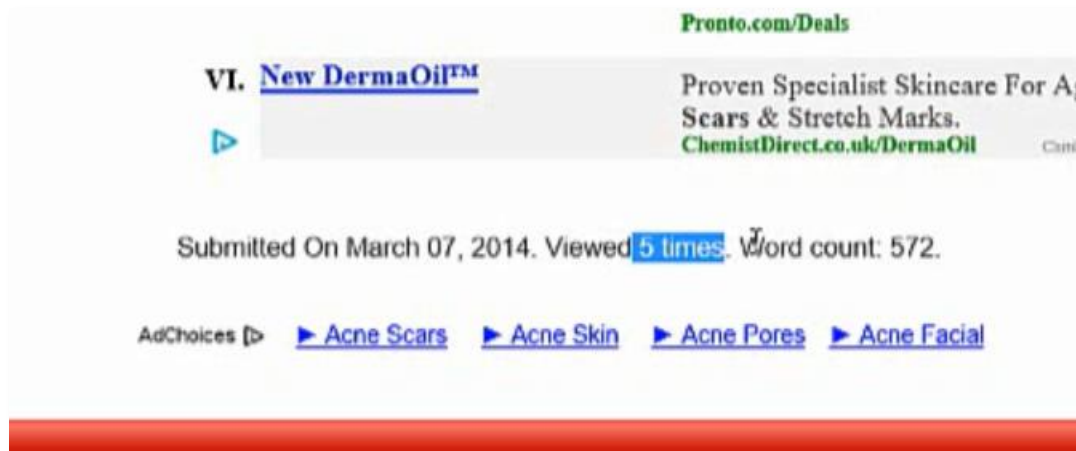 Pronto.com/Deals
VI. New DermaOil™
Proven Specialist Skincare For
Scars & Stretch Marks.
ChemistDirect.co.uk/DermaOil
Submitted On March 07, 2014. Viewed 5 times. Word count: 572.
AdChoices ► Acne Scars ► Acne Skin ► Acne Pores ► Acne Facial